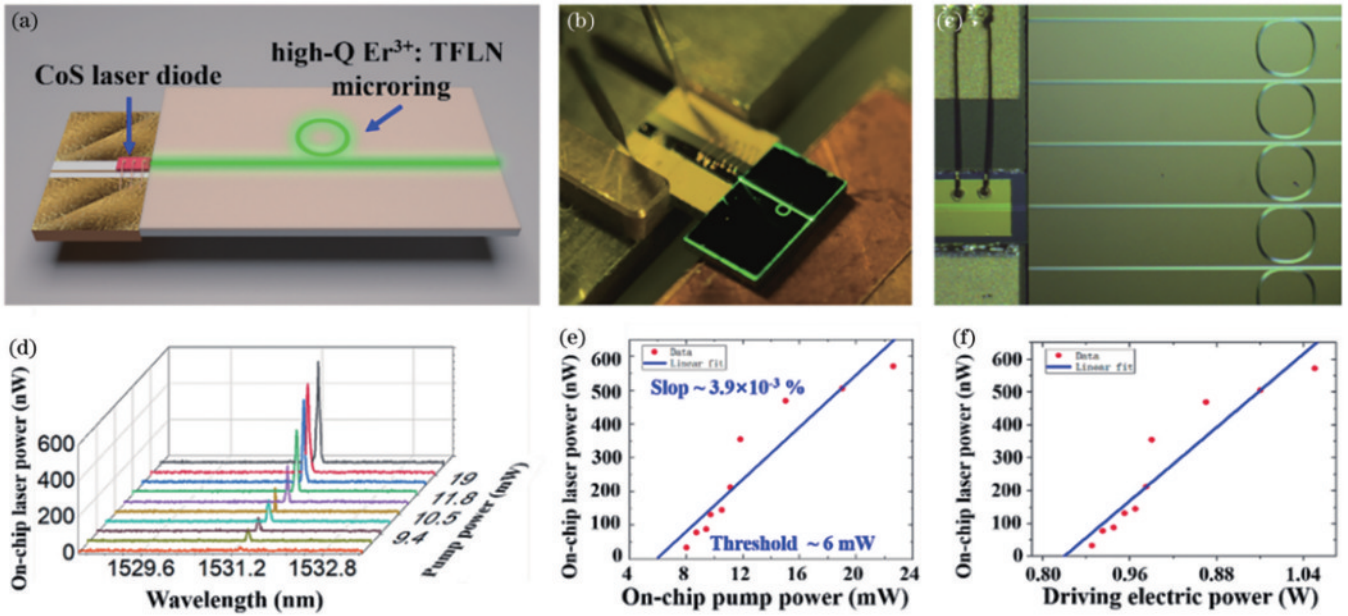 (a)
high-Q Er³⁺: TFLN
microring
CoS laser diode
(b)
(c)
(d)
On-chip laser power (nW)
600
400
200
0
1529.6
1531.2
1532.8
Wavelength (nm)
9.4
10.5
11.8
19
Pump power (mW)
(e)
On-chip laser power (nW)
600
500
400
300
200
100
0
Data
Linear fit
Slop ~ 3.9×10⁻³ %
Threshold ~ 6 mW
4 8 12 16 20 24
On-chip pump power (mW)
(f)
On-chip laser power (nW)
600
500
400
300
200
100
0
Data
Linear fit
0.80 0.96 0.88 1.04
Driving electric power (W)